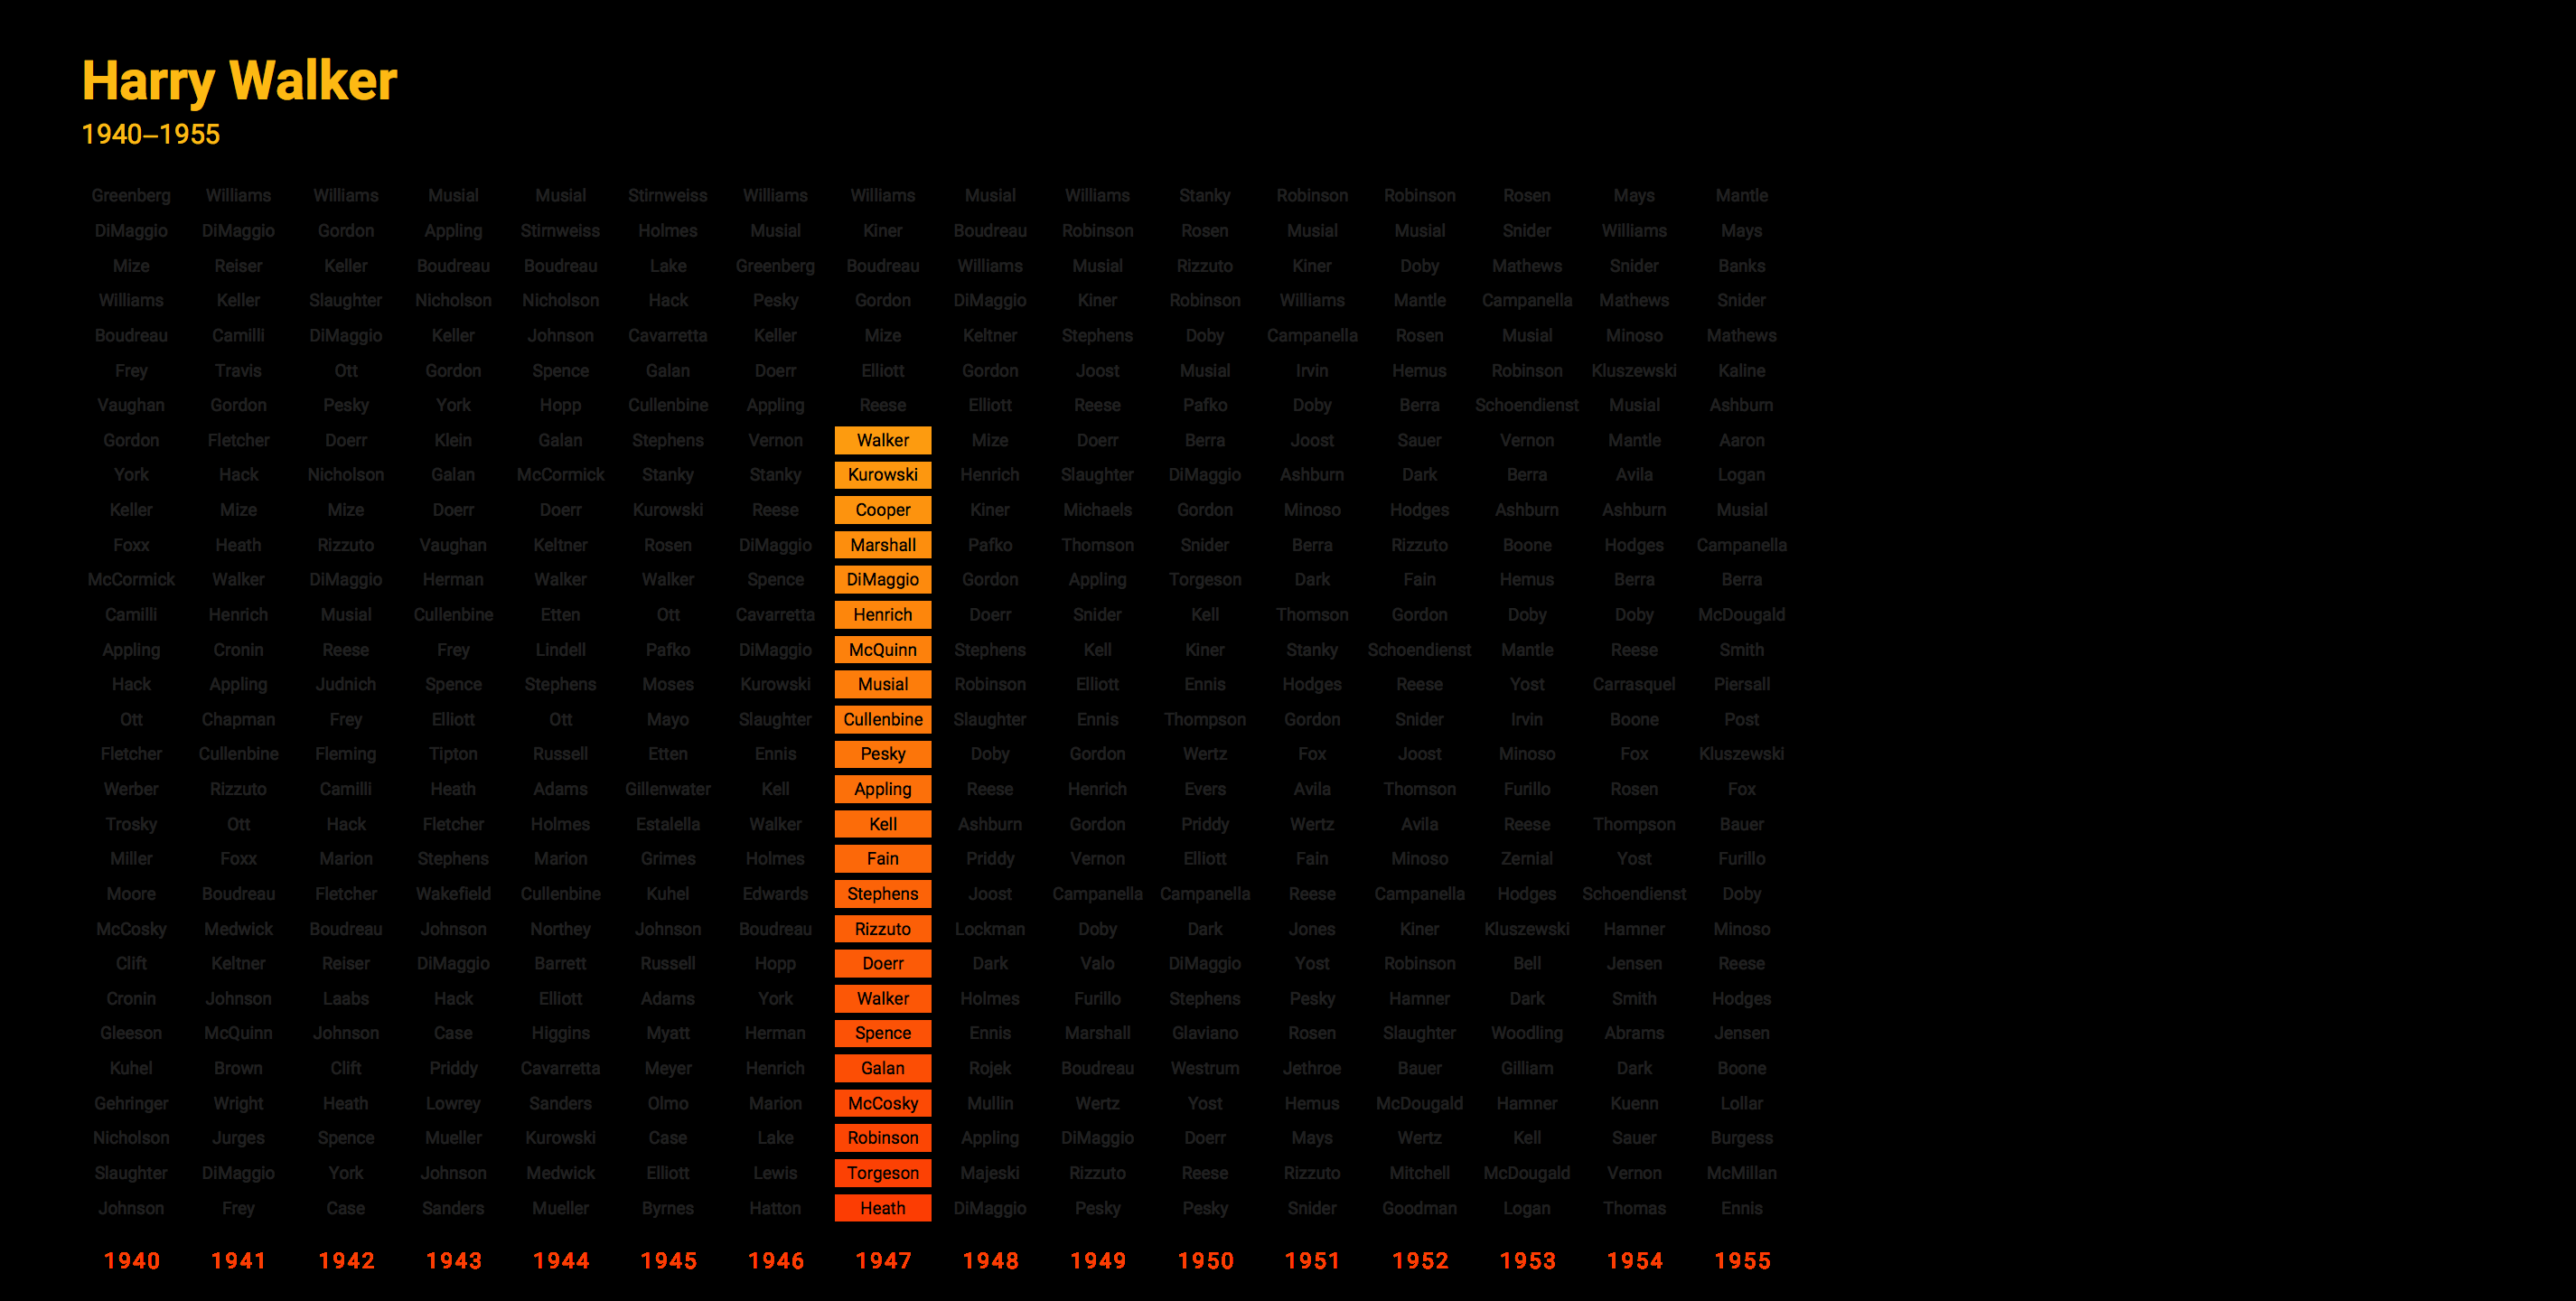 Harry Walker
1940–1955
Greenberg Williams Williams Musial Musial Stirnweiss Williams Williams Musial Williams Stanky Robinson Robinson Rosen Mays Mantle
DiMaggio DiMaggio Gordon Appling Stirnweiss Holmes Musial Kiner Boudreau Robinson Rosen Musial Musial Snider Williams Mays
Mize Reiser Keller Boudreau Boudreau Lake Greenberg Boudreau Williams Musial Rizzuto Kiner Doby Mathews Snider Banks
Williams Keller Slaughter Nicholson Nicholson Hack Pesky Gordon DiMaggio Kiner Robinson Williams Mantle Campanella Mathews Snider
Boudreau Camilli DiMaggio Keller Johnson Cavarretta Keller Mize Keltner Stephens Doby Campanella Rosen Musial Minoso Mathews
Frey Travis Ott Gordon Spence Galan Doerr Elliott Gordon Joost Musial Irvin Hemus Robinson Kluszewski Kaline
Vaughan Gordon Pesky York Hopp Cullenbine Appling Reese Elliott Reese Pafko Doby Berra Schoendienst Musial Ashburn
Gordon Fletcher Doerr Klein Galan Stephens Vernon Walker Mize Doerr Berra Joost Sauer Vernon Mantle Aaron
York Hack Nicholson Galan McCormick Stanky Stanky Kurowski Henrich Slaughter DiMaggio Ashburn Dark Berra Avila Logan
Keller Mize Mize Doerr Doerr Kurowski Reese Cooper Kiner Michaels Gordon Minoso Hodges Ashburn Ashburn Musial
Foxx Heath Rizzuto Vaughan Keltner Rosen DiMaggio Marshall Pafko Thomson Snider Berra Rizzuto Boone Hodges Campanella
McCormick Walker DiMaggio Herman Walker Walker Spence DiMaggio Gordon Appling Torgeson Dark Fain Hemus Berra Berra
Camilli Henrich Musial Cullenbine Etten Ott Cavarretta Henrich Doerr Snider Kell Thomson Gordon Doby Doby McDougald
Appling Cronin Reese Frey Lindell Pafko DiMaggio McQuinn Stephens Kell Kiner Stanky Schoendienst Mantle Reese Smith
Hack Appling Judnich Spence Stephens Moses Kurowski Musial Robinson Elliott Ennis Hodges Reese Yost Carrasquel Piersall
Ott Chapman Frey Elliott Ott Mayo Slaughter Cullenbine Slaughter Ennis Thompson Gordon Snider Irvin Boone Post
Fletcher Cullenbine Fleming Tipton Russell Etten Ennis Pesky Doby Gordon Wertz Fox Joost Minoso Fox Kluszewski
Werber Rizzuto Camilli Heath Adams Gillenwater Kell Appling Reese Henrich Evers Avila Thomson Furillo Rosen Fox
Trosky Ott Hack Fletcher Holmes Estalella Walker Kell Ashburn Gordon Priddy Wertz Avila Reese Thompson Bauer
Miller Foxx Marion Stephens Marion Grimes Holmes Fain Priddy Vernon Elliott Fain Minoso Zernial Yost Furillo
Moore Boudreau Fletcher Wakefield Cullenbine Kuhel Edwards Stephens Joost Campanella Campanella Reese Campanella Hodges Schoendienst Doby
McCosky Medwick Boudreau Johnson Northey Johnson Boudreau Rizzuto Lockman Doby Dark Jones Kiner Kluszewski Hamner Minoso
Clift Keltner Reiser DiMaggio Barrett Russell Hopp Doerr Dark Valo DiMaggio Yost Robinson Bell Jensen Reese
Cronin Johnson Laabs Hack Elliott Adams York Walker Holmes Furillo Stephens Pesky Hamner Dark Smith Hodges
Gleeson McQuinn Johnson Case Higgins Myatt Herman Spence Ennis Marshall Glaviano Rosen Slaughter Woodling Abrams Jensen
Kuhel Brown Clift Priddy Cavarretta Meyer Henrich Galan Rojek Boudreau Westrum Jethroe Bauer Gilliam Dark Boone
Gehringer Wright Heath Lowrey Sanders Olmo Marion McCosky Mullin Wertz Yost Hemus McDougald Hamner Kuenn Lollar
Nicholson Jurges Spence Mueller Kurowski Case Lake Robinson Appling DiMaggio Doerr Mays Wertz Kell Sauer Burgess
Slaughter DiMaggio York Johnson Medwick Elliott Lewis Torgeson Majeski Rizzuto Reese Rizzuto Mitchell McDougald Vernon McMillan
Johnson Frey Case Sanders Mueller Byrnes Hatton Heath DiMaggio Pesky Pesky Snider Goodman Logan Thomas Ennis
1940 1941 1942 1943 1944 1945 1946 1947 1948 1949 1950 1951 1952 1953 1954 1955